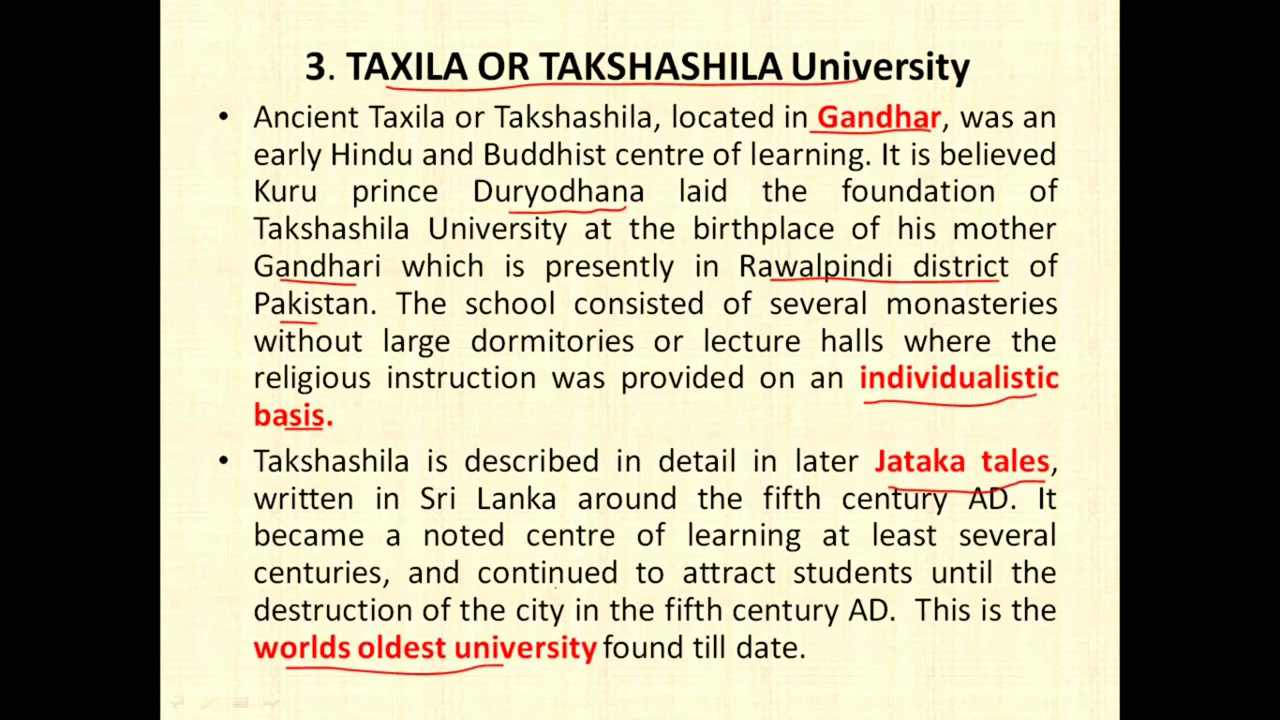 3. TAXILA OR TAKSHASHILA University
• Ancient Taxila or Takshashila, located in Gandhar, was an
early Hindu and Buddhist centre of learning. It is believed
Kuru prince Duryodhana laid the foundation of
Takshashila University at the birthplace of his mother
Gandhari which is presently in Rawalpindi district of
Pakistan. The school consisted of several monasteries
without large dormitories or lecture halls where the
religious instruction was provided on an individualistic
basis.
• Takshashila is described in detail in later Jataka tales,
written in Sri Lanka around the fifth century AD. It
became a noted centre of learning at least several
centuries, and continued to attract students until the
destruction of the city in the fifth century AD. This is the
worlds oldest university found till date.